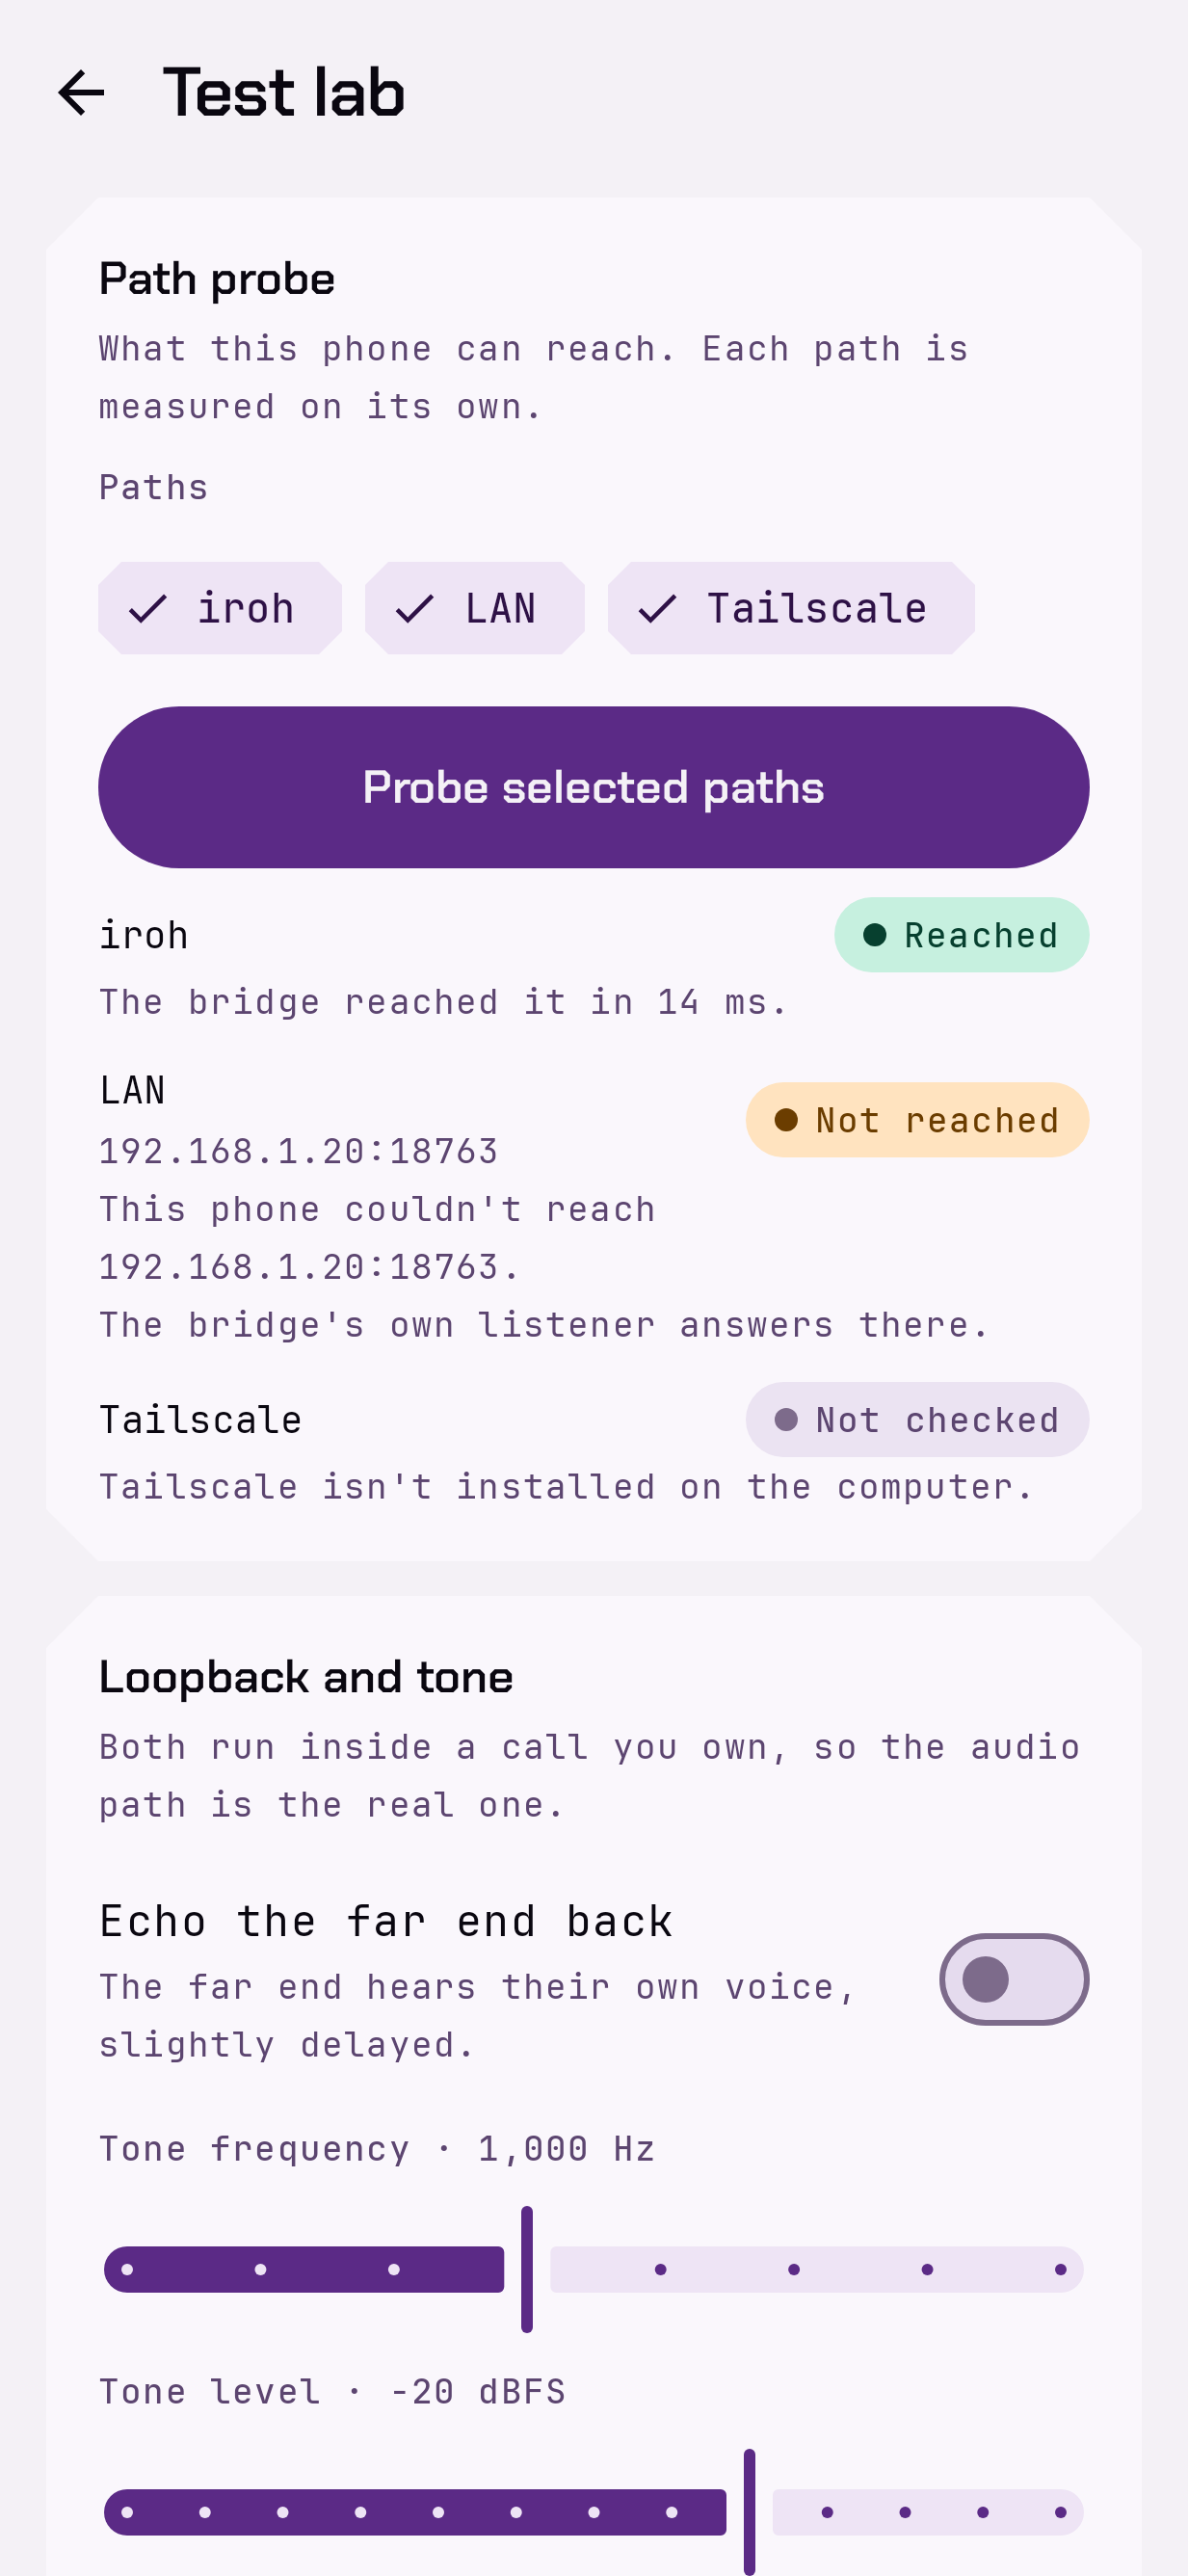 Test lab
Path probe
What this phone can reach. Each path is
measured on its own.
Paths
iroh
LAN
Tailscale
Probe selected paths
iroh
Reached
The bridge reached it in 14 ms.
LAN
Not reached
192.168.1.20:18763
This phone couldn't reach
192.168.1.20:18763.
The bridge's own listener answers there.
Tailscale
Not checked
Tailscale isn't installed on the computer.
Loopback and tone
Both run inside a call you own, so the audio
path is the real one.
Echo the far end back
The far end hears their own voice,
slightly delayed.
Tone frequency · 1,000 Hz
Tone level · -20 dBFS